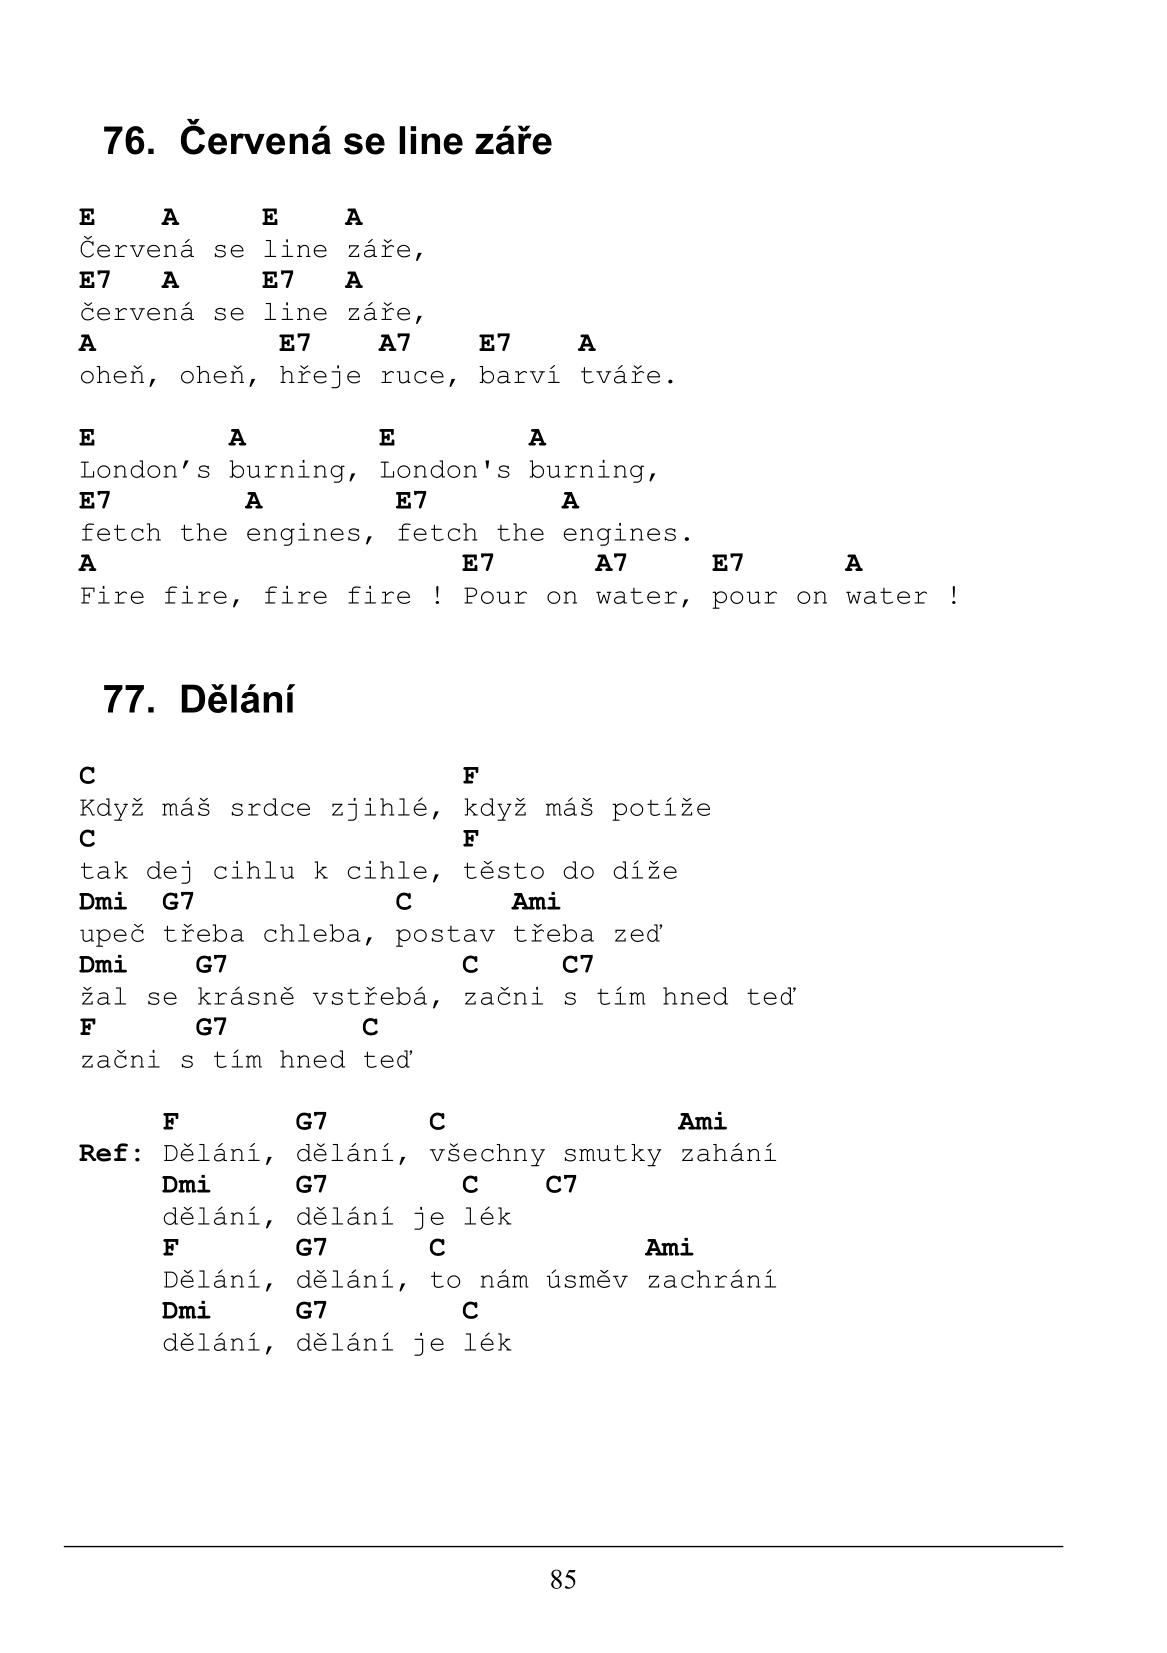 76. Červená se line záře
E    A     E    A
Červená se line záře,
E7   A     E7   A
červená se line záře,
A           E7    A7    E7    A
oheň, oheň, hřeje ruce, barví tváře.
E        A        E        A
London’s burning, London's burning,
E7        A        E7        A
fetch the engines, fetch the engines.
A                      E7      A7     E7      A
Fire fire, fire fire ! Pour on water, pour on water !
77. Dělání
C                      F
Když máš srdce zjihlé, když máš potíže
C                      F
tak dej cihlu k cihle, těsto do díže
Dmi  G7            C      Ami
upeč třeba chleba, postav třeba zeď
Dmi    G7              C     C7
žal se krásně vstřebá, začni s tím hned teď
F      G7        C
začni s tím hned teď
     F       G7      C              Ami
Ref: Dělání, dělání, všechny smutky zahání
     Dmi     G7        C    C7
     dělání, dělání je lék
     F       G7      C            Ami
     Dělání, dělání, to nám úsměv zachrání
     Dmi     G7        C
     dělání, dělání je lék
85